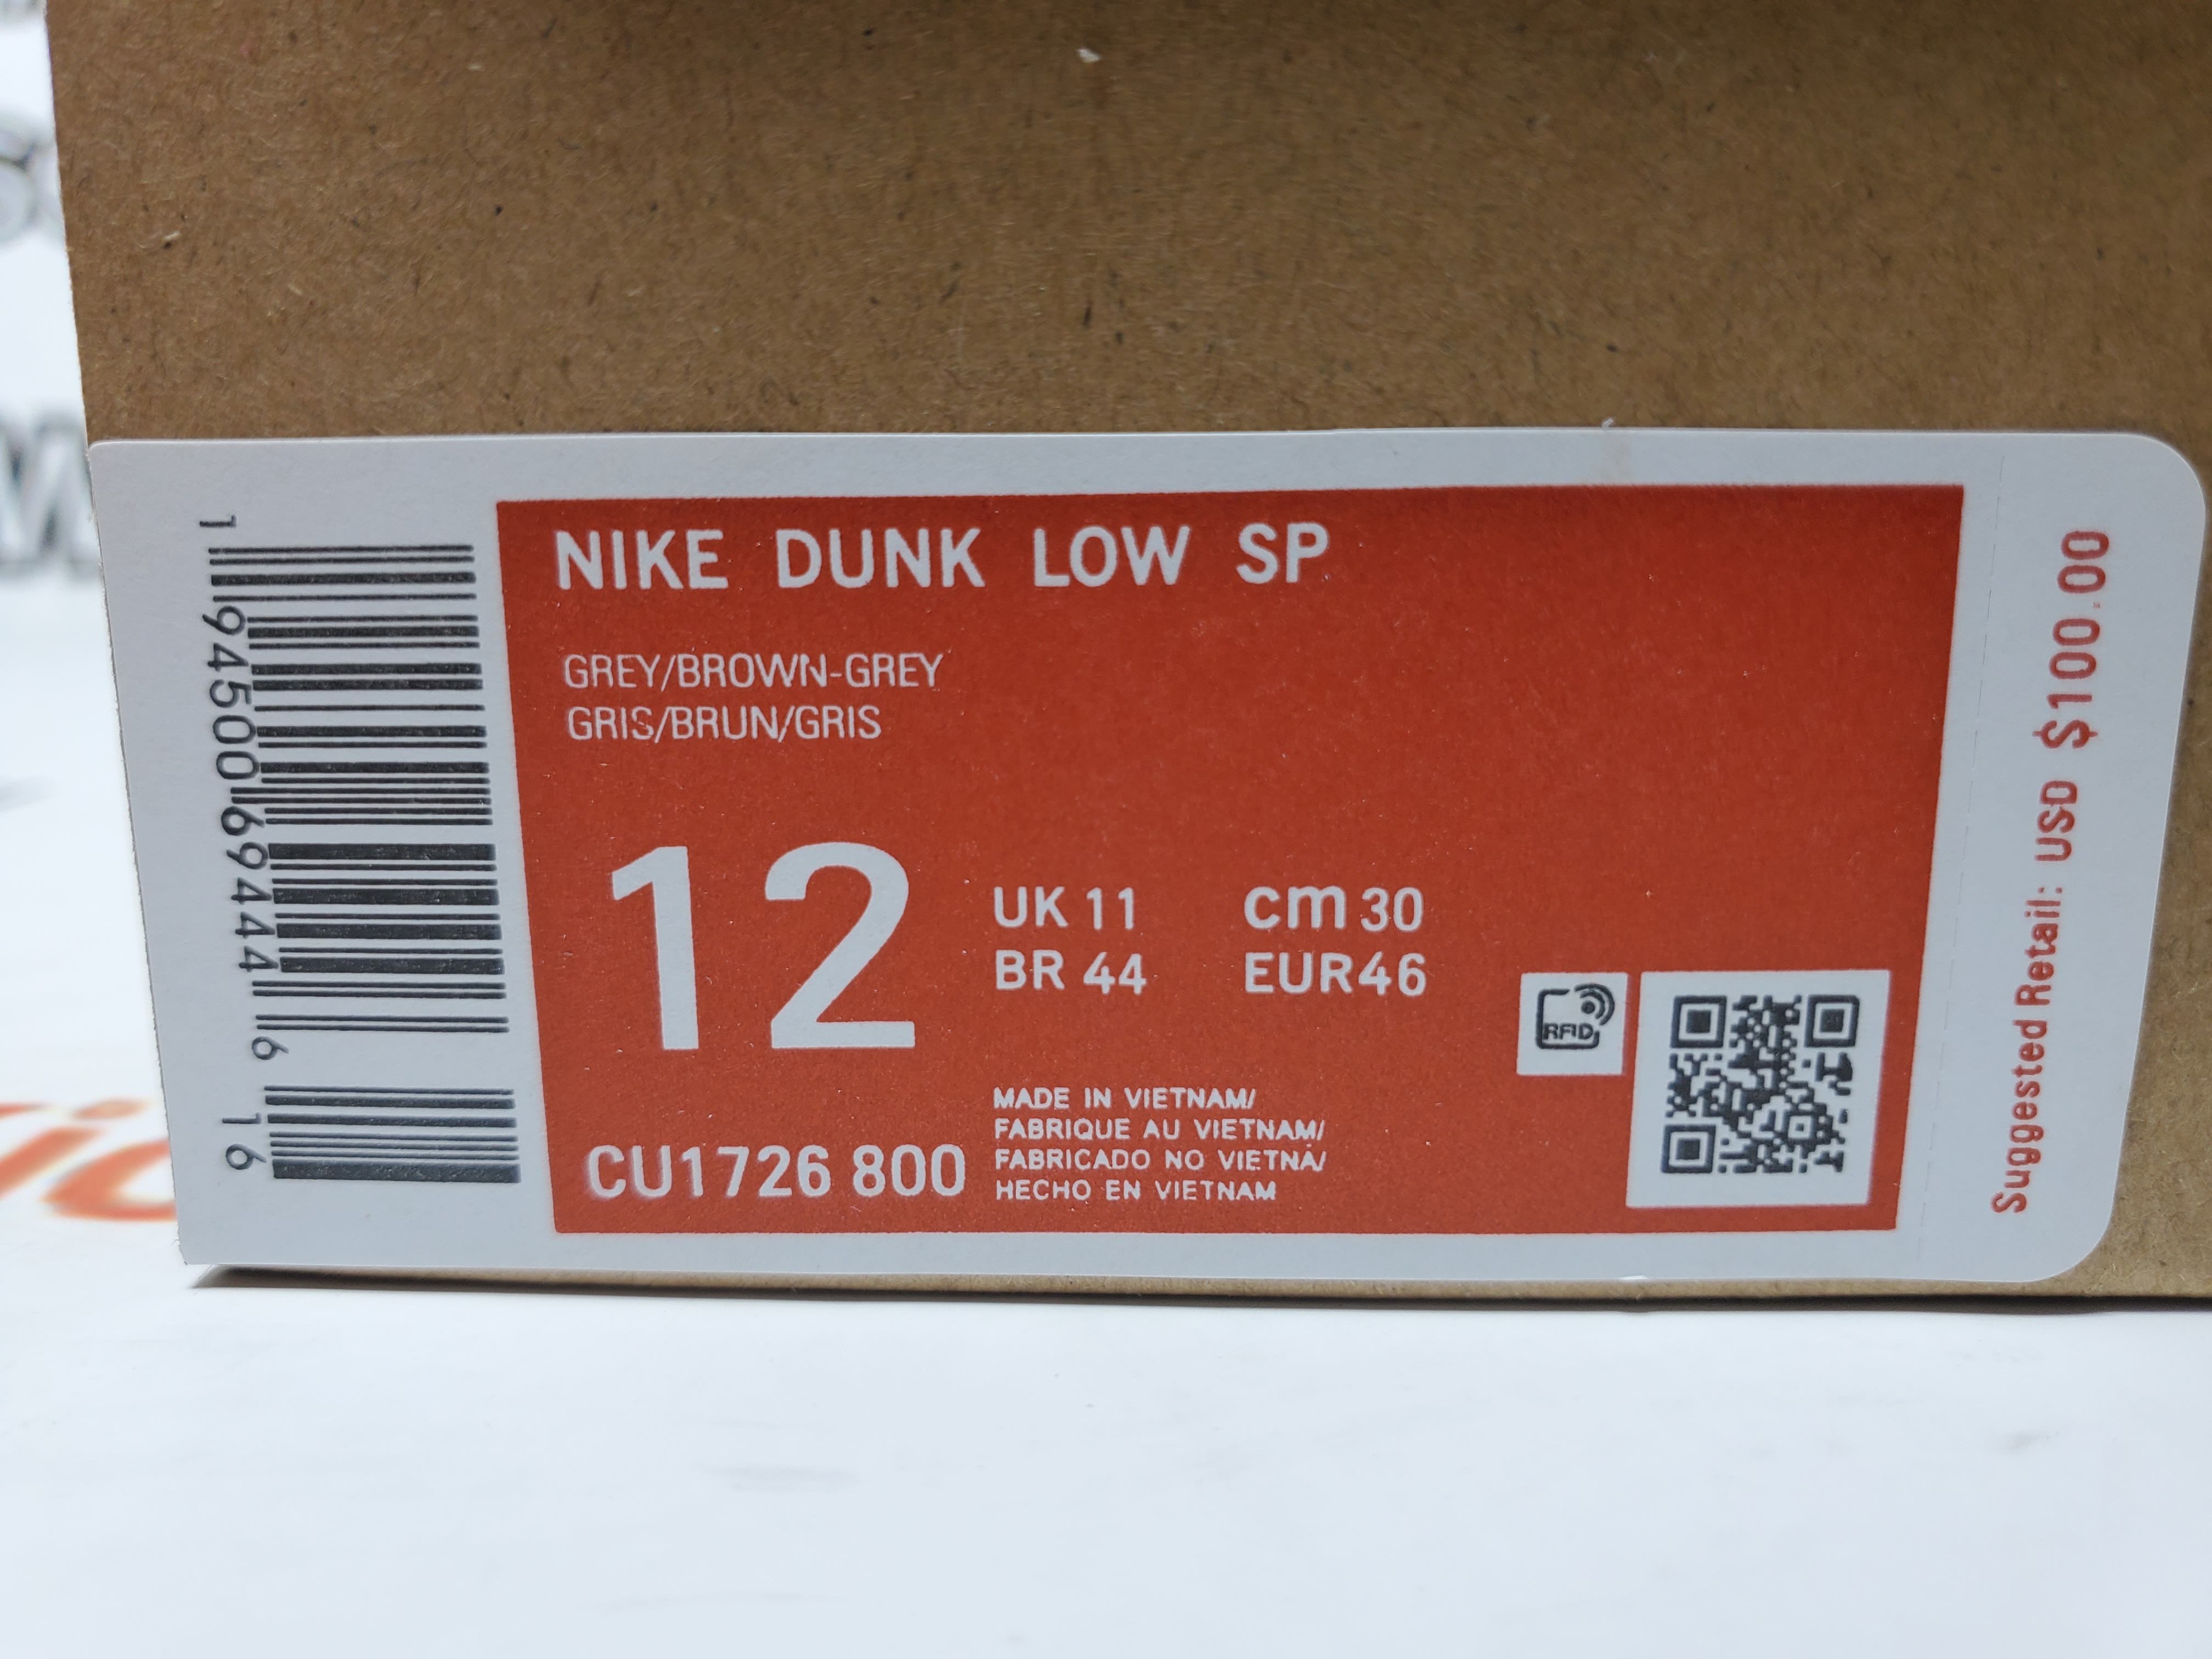 NIKE DUNK LOW SP
GREY/BROWN-GREY
GRIS/BRUN/GRIS
12
UK 11 cm 30
BR 44 EUR46
CU1726 800
MADE IN VIETNAM/
FABRIQUE AU VIETNAM/
FABRICADO NO VIETNÃ/
HECHO EN VIETNAM
RFID
Suggested Retail: USD $100.00
1 94500 69444 6 16